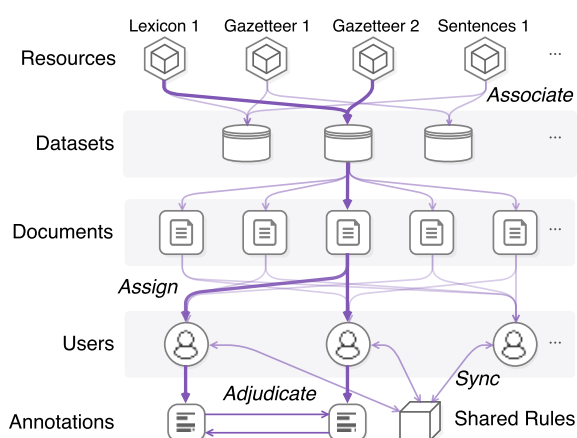 Lexicon 1 Gazetteer 1 Gazetteer 2 Sentences 1
Resources ...
Associate
Datasets ...
Documents ...
Assign
Users ...
Sync
Adjudicate
Annotations Shared Rules